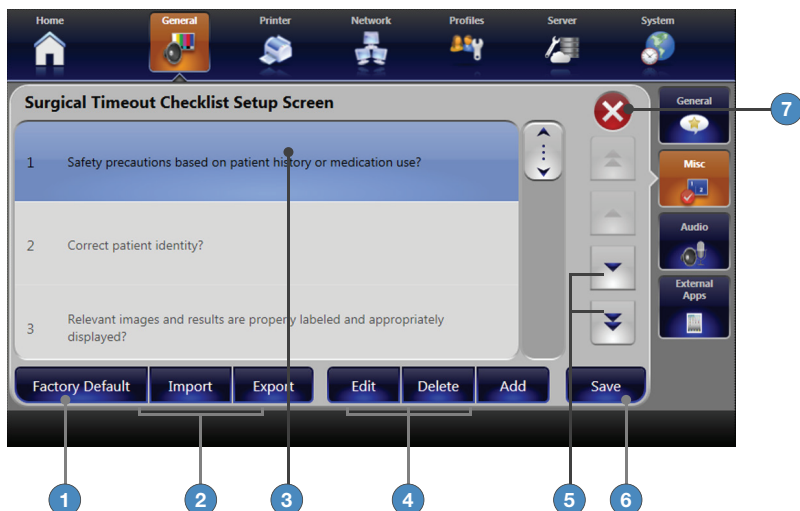 Home General Printer Network Profiles Server System
Surgical Timeout Checklist Setup Screen
General
7
1 Safety precautions based on patient history or medication use?
Misc
2 Correct patient identity?
Audio
External
Apps
3 Relevant images and results are properly labeled and appropriately
displayed?
Factory Default Import Export Edit Delete Add Save
1 2 3 4 5 6